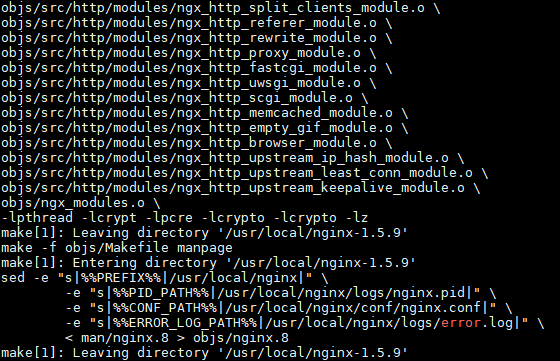 objs/src/http/modules/ngx_http_split_clients_module.o \
objs/src/http/modules/ngx_http_referer_module.o \
objs/src/http/modules/ngx_http_rewrite_module.o \
objs/src/http/modules/ngx_http_proxy_module.o \
objs/src/http/modules/ngx_http_fastcgi_module.o \
objs/src/http/modules/ngx_http_uwsgi_module.o \
objs/src/http/modules/ngx_http_scgi_module.o \
objs/src/http/modules/ngx_http_memcached_module.o \
objs/src/http/modules/ngx_http_empty_gif_module.o \
objs/src/http/modules/ngx_http_browser_module.o \
objs/src/http/modules/ngx_http_upstream_ip_hash_module.o \
objs/src/http/modules/ngx_http_upstream_least_conn_module.o \
objs/src/http/modules/ngx_http_upstream_keepalive_module.o \
objs/ngx_modules.o \
-lpthread -lcrypt -lpcre -lcrypto -lcrypto -lz
make[1]: Leaving directory '/usr/local/nginx-1.5.9'
make -f objs/Makefile manpage
make[1]: Entering directory '/usr/local/nginx-1.5.9'
sed -e "s|%%PREFIX%%|/usr/local/nginx|" \
-e "s|%%PID_PATH%%|/usr/local/nginx/logs/nginx.pid|" \
-e "s|%%CONF_PATH%%|/usr/local/nginx/conf/nginx.conf|" \
-e "s|%%ERROR_LOG_PATH%%|/usr/local/nginx/logs/error.log|" \
< man/nginx.8 > objs/nginx.8
make[1]: Leaving directory '/usr/local/nginx-1.5.9'